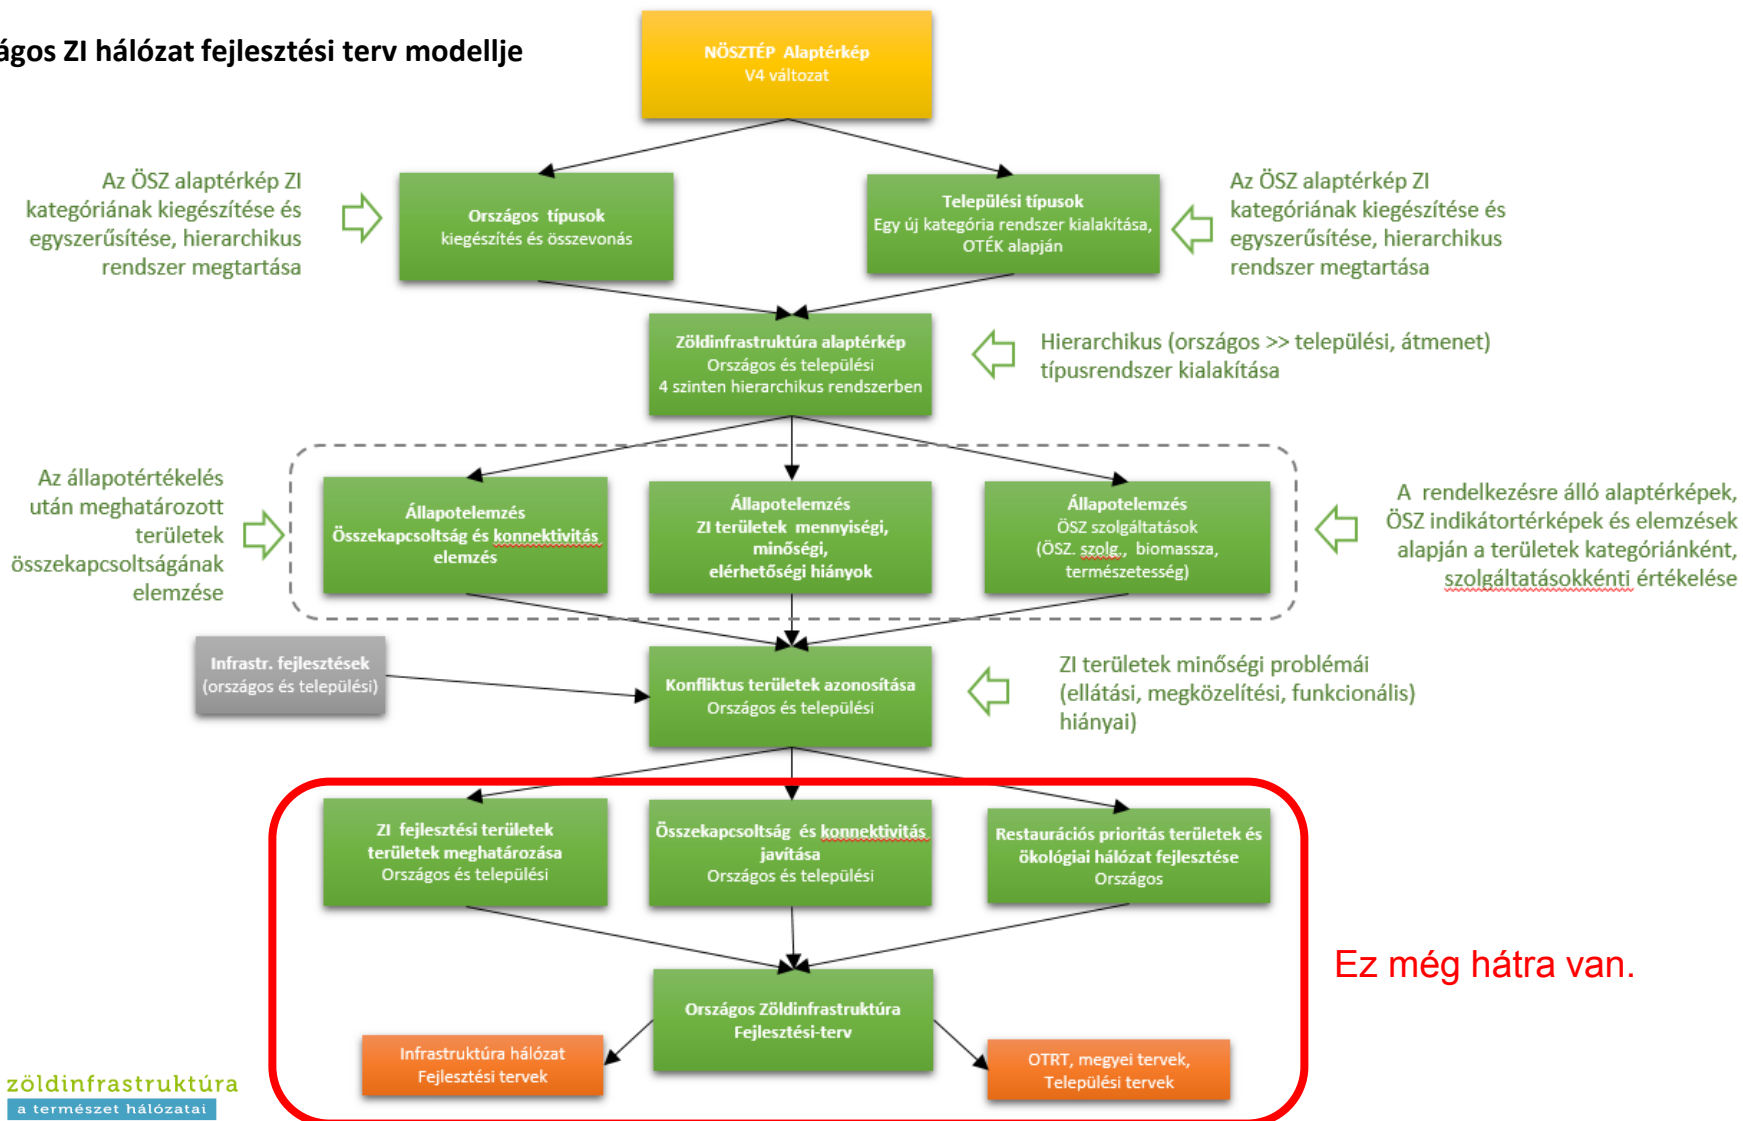 ágos ZI hálózat fejlesztési terv modellje
NÖSZTÉP Alaptérkép
V4 változat
Az ÖSZ alaptérkép ZI
kategóriának kiegészítése és
egyszerűsítése, hierarchikus
rendszer megtartása
Országos típusok
kiegészítés és összevonás
Települési típusok
Egy új kategória rendszer kialakítása,
OTÉK alapján
Az ÖSZ alaptérkép ZI
kategóriának kiegészítése és
egyszerűsítése, hierarchikus
rendszer megtartása
Zöldinfrastruktúra alaptérkép
Országos és települési
4 szinten hierarchikus rendszerben
Hierarchikus (országos >> települési, átmenet)
típusrendszer kialakítása
Az állapotértékelés
után meghatározott
területek
összekapcsoltságának
elemzése
Állapotelemzés
Összekapcsoltság és konnektivitás
elemzés
Állapotelemzés
ZI területek mennyiségi,
minőségi,
elérhetőségi hiányok
Állapotelemzés
ÖSZ szolgáltatások
(ÖSZ. szolg., biomassza,
természetesség)
A rendelkezésre álló alaptérképek,
ÖSZ indikátortérképek és elemzések
alapján a területek kategóriánként,
szolgáltatásokkénti értékelése
Infrastr. fejlesztések
(országos és települési)
Konfliktus területek azonosítása
Országos és települési
ZI területek minőségi problémái
(ellátási, megközelítési, funkcionális)
hiányai)
ZI fejlesztési területek
területek meghatározása
Országos és települési
Összekapcsoltság és konnektivitás
javítása
Országos és települési
Restaurációs prioritás területek és
ökológiai hálózat fejlesztése
Országos
Ez még hátra van.
Országos Zöldinfrastruktúra
Fejlesztési-terv
Infrastruktúra hálózat
Fejlesztési tervek
OTRT, megyei tervek,
Települési tervek
zöldinfrastruktúra
a természet hálózatai